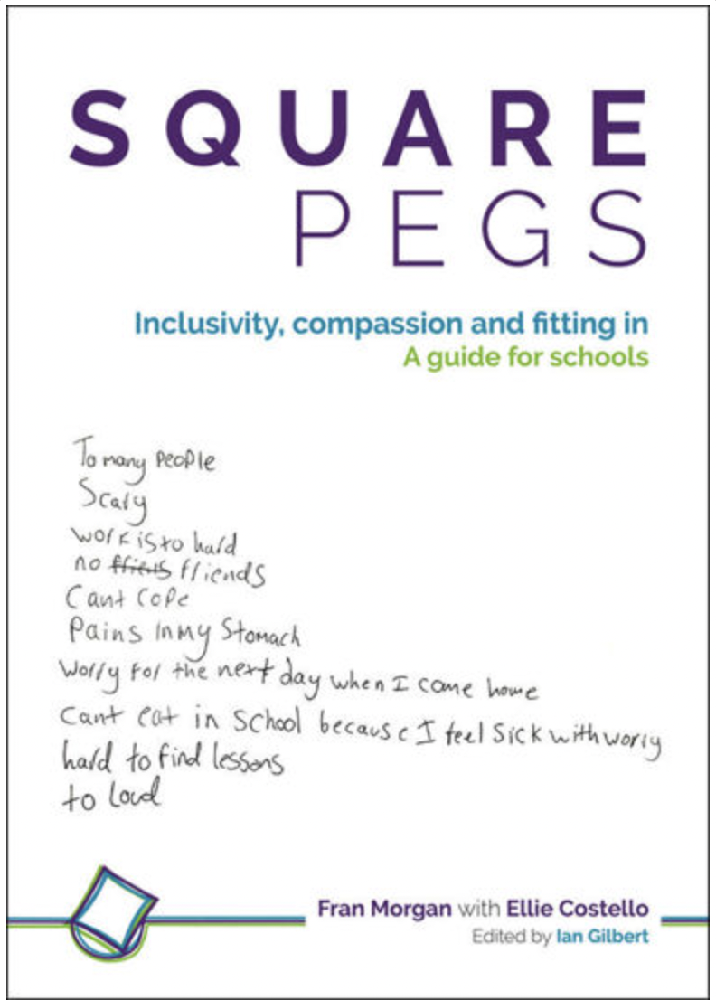 SQUARE
PEGS
Inclusivity, compassion and fitting in
A guide for schools
To many people
Scary
work is to hard
no friends
Cant cope
Pains in my Stomach
Worry for the next day when I come home
Cant eat in School because I feel Sick with worry
hard to find lessons
to loud
Fran Morgan with Ellie Costello
Edited by Ian Gilbert